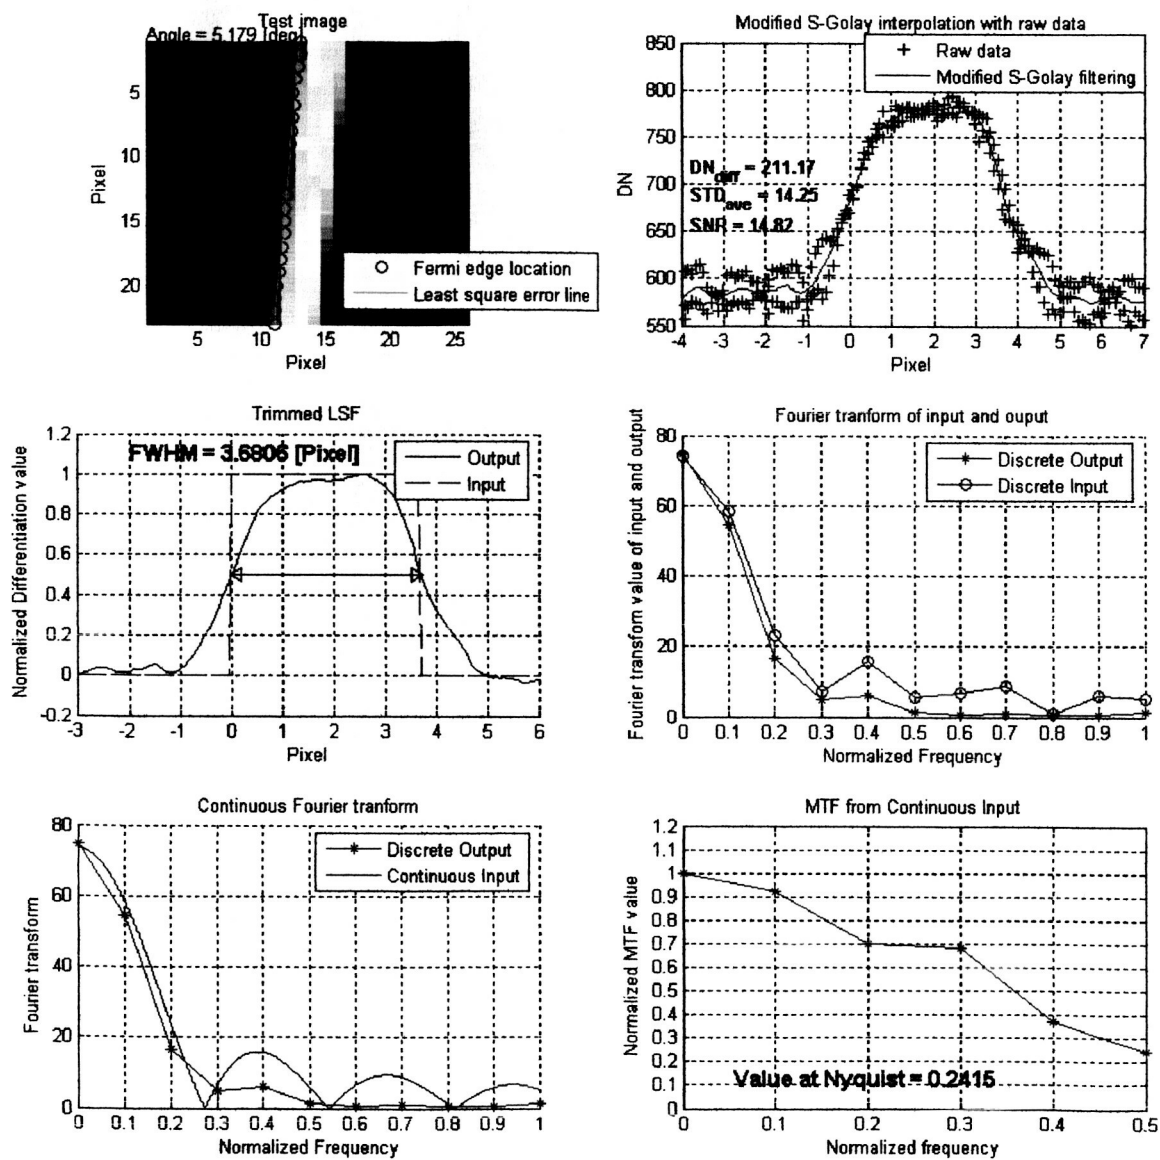 Test image
Angle = 5.179 [deg]
5
10
15
20
Pixel
Fermi edge location
Least square error line
5 10 15 20 25
Pixel
Modified S-Golay interpolation with raw data
850
800
750
700
650
600
550
DN
Raw data
Modified S-Golay filtering
DN diff = 211.17
STD ave = 14.25
SNR = 14.82
-4 -3 -2 -1 0 1 2 3 4 5 6 7
Pixel
Trimmed LSF
1.2
1
0.8
0.6
0.4
0.2
0
-0.2
Normalized Differentiation value
FWHM = 3.6806 [Pixel]
Output
Input
-3 -2 -1 0 1 2 3 4 5 6
Pixel
Fourier tranform of input and ouput
80
60
40
20
0
Fourier transfom value of input and output
Discrete Output
Discrete Input
0 0.1 0.2 0.3 0.4 0.5 0.6 0.7 0.8 0.9 1
Normalized Frequency
Continuous Fourier tranform
80
60
40
20
0
Fourier transform
Discrete Output
Continuous Input
0 0.1 0.2 0.3 0.4 0.5 0.6 0.7 0.8 0.9 1
Normalized Frequency
MTF from Continuous Input
1.2
1.1
1
0.9
0.8
0.7
0.6
0.5
0.4
0.3
0.2
0.1
0
Normalized MTF value
Value at Nyquist = 0.2415
0 0.1 0.2 0.3 0.4 0.5
Normalized frequency